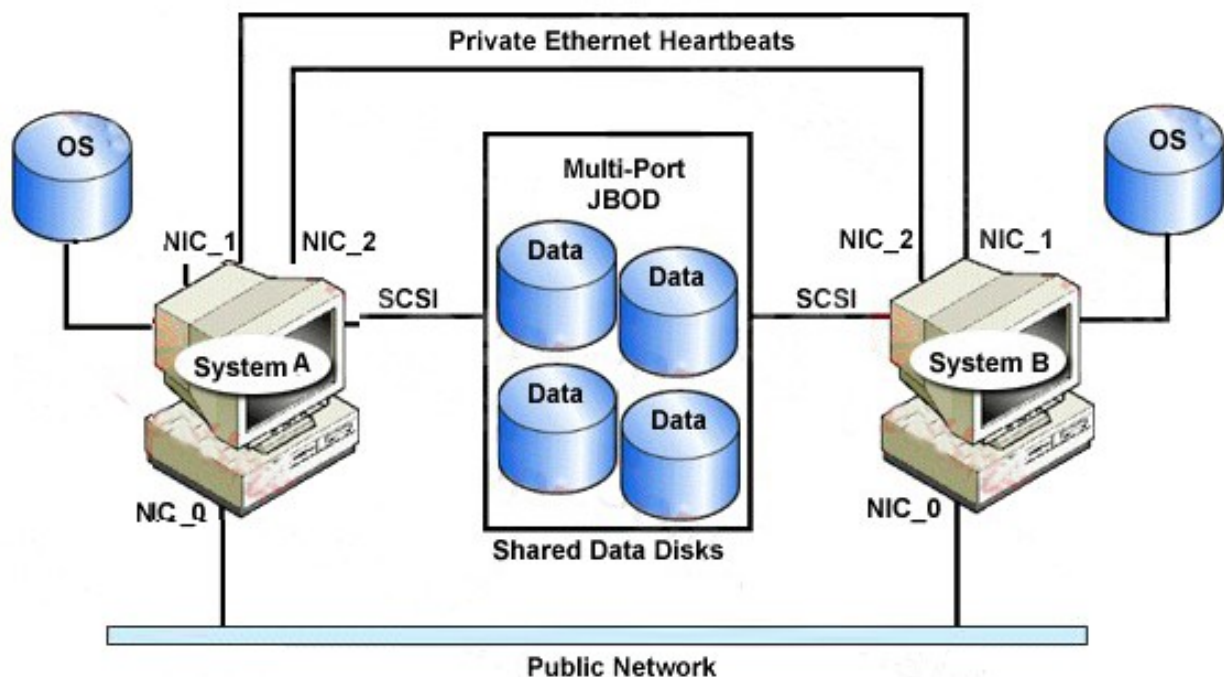 Private Ethernet Heartbeats
OS
OS
Multi-Port
JBOD
NIC_1
NIC_2
NIC_2
NIC_1
Data
Data
SCSI
SCSI
System A
System B
Data
Data
NIC_0
NIC_0
Shared Data Disks
Public Network